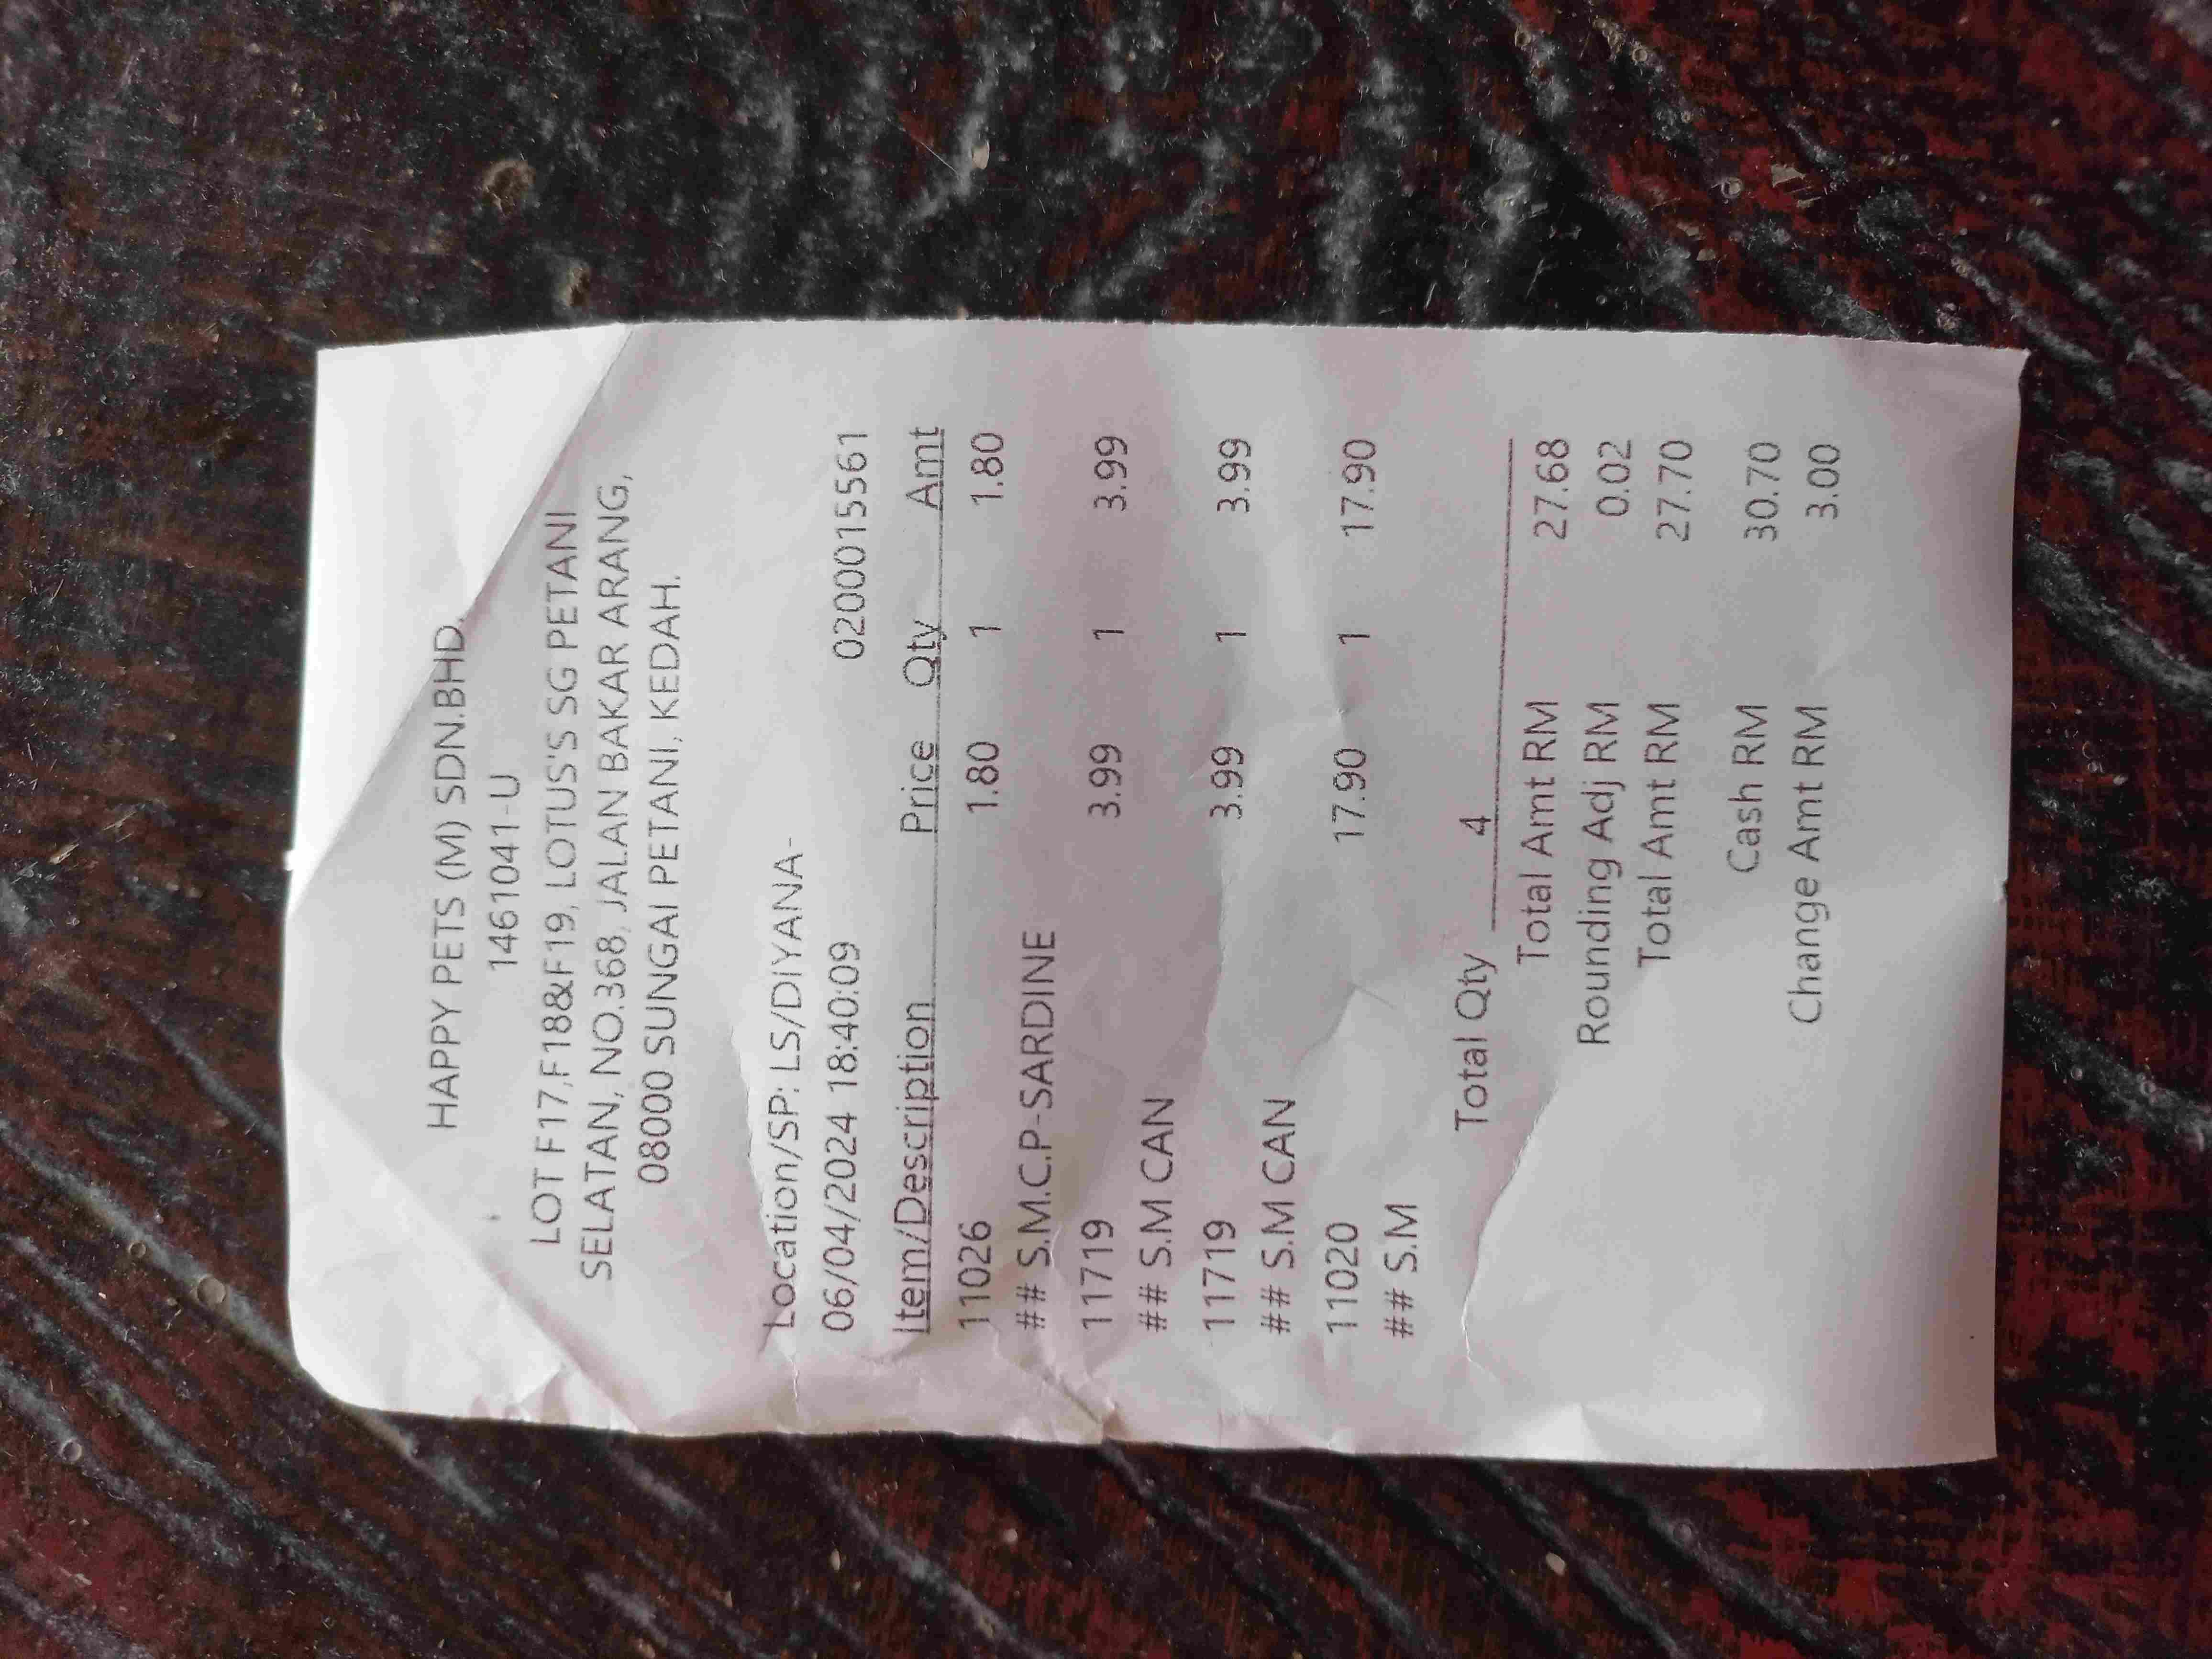 HAPPY PETS (M) SDN.BHD.
1461041-U
LOT F17,F18&F19, LOTUS'S SG PETANI
SELATAN, NO.368, JALAN BAKAR ARANG,
08000 SUNGAI PETANI, KEDAH.
Location/SP: LS/DIYANA-
06/04/2024 18:40:09 0200015561
Item/Description Price Qty Amt
11026 1.80 1 1.80
## S.M.C.P-SARDINE
11719 3.99 1 3.99
## S.M CAN
11719 3.99 1 3.99
## S.M CAN
11020 17.90 1 17.90
## S.M
Total Qty 4
Total Amt RM 27.68
Rounding Adj RM 0.02
Total Amt RM 27.70
Cash RM 30.70
Change Amt RM 3.00